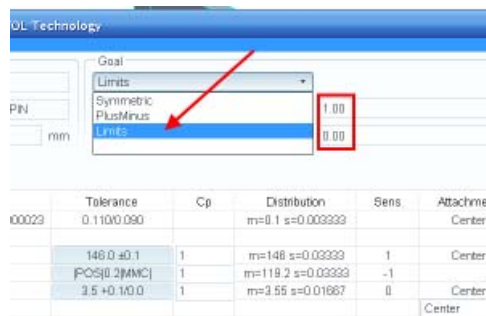 OL Technology
Goal
Limits
Symmetric
PlusMinus
Limits
PIN
1.00
mm
0.00
Tolerance Cp Distribution Sens Attachme
00023 0.110/0.090 m=0.1 s=0.003333 Center
146.0 ±0.1 1 m=146 s=0.03333 1 Center
|POS|0.2|MMC| 1 m=119.2 s=0.03333 -1
3.5 +0.1/0.0 1 m=3.55 s=0.01667 0 Center
Center